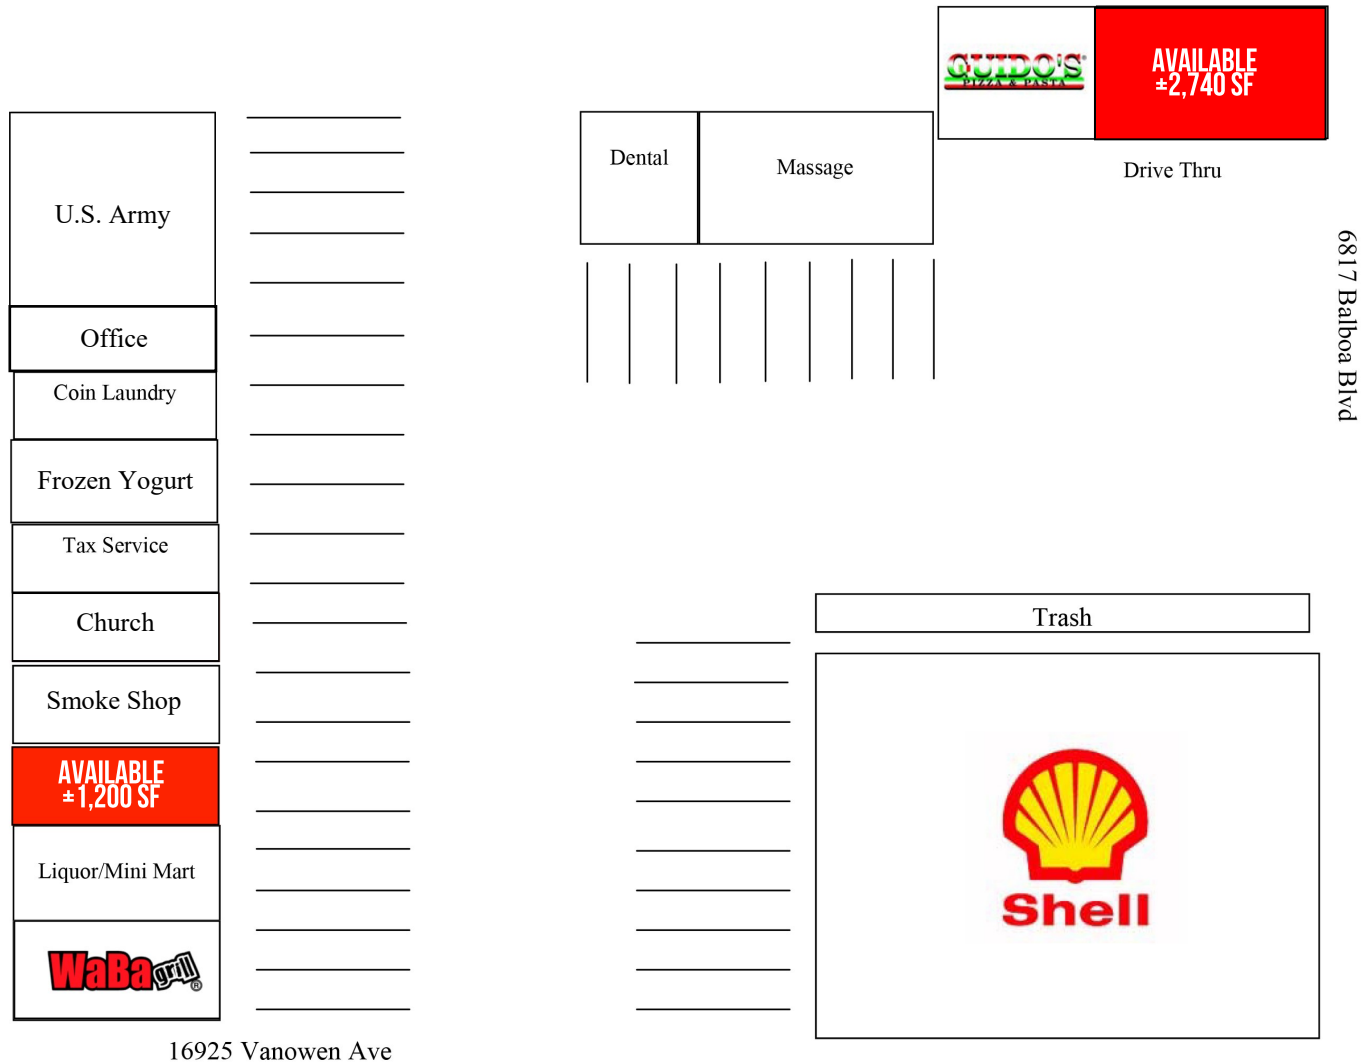 GUIDO'S
PIZZA & PASTA
AVAILABLE
±2,740 SF
Drive Thru
Dental
Massage
U.S. Army
Office
Coin Laundry
Frozen Yogurt
Tax Service
Church
Smoke Shop
AVAILABLE
±1,200 SF
Liquor/Mini Mart
WaBa grill®
16925 Vanowen Ave
6817 Balboa Blvd
Trash
Shell